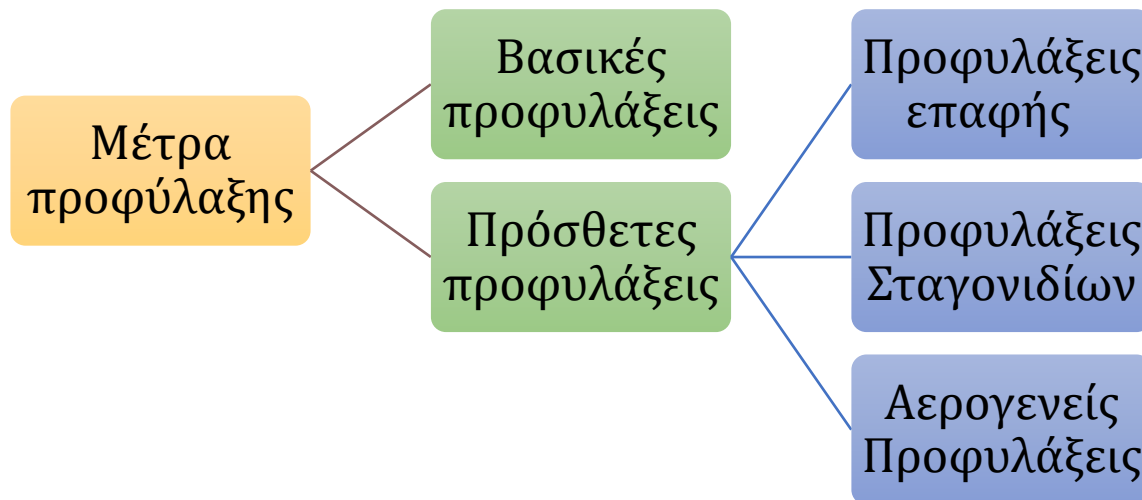 Μέτρα
προφύλαξης
Βασικές
προφυλάξεις
Πρόσθετες
προφυλάξεις
Προφυλάξεις
επαφής
Προφυλάξεις
Σταγονιδίων
Αερογενείς
Προφυλάξεις